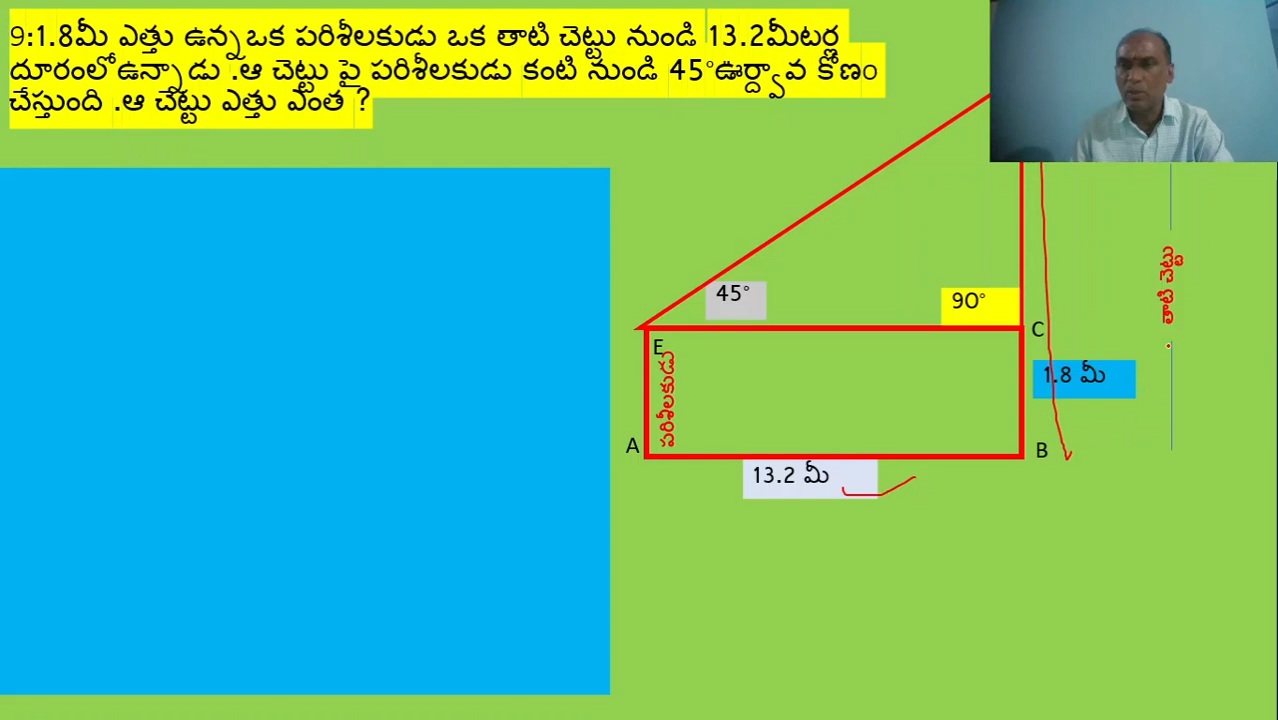 9:1.8మీ ఎత్తు ఉన్న ఒక పరిశీలకుడు ఒక తాటి చెట్టు నుండి 13.2మీటర్ల
దూరంలోఉన్నాడు .ఆ చెట్టు పై పరిశీలకుడు కంటి నుండి 45°ఊర్ద్వావ కోణం
చేస్తుంది .ఆ చెట్టు ఎత్తు ఎంత ?
45°
90°
E
C
పరిశీలకుడు
తాటి చెట్టు
1.8 మీ
A
B
13.2 మీ